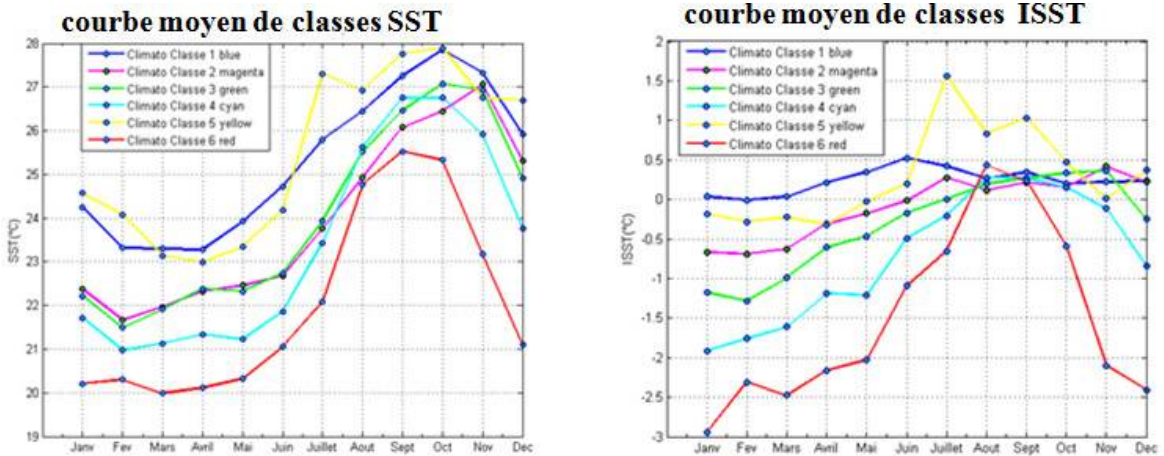 courbe moyen de classes SST
28
27
26
25
24
23
22
21
20
19
SST(°C)
Climato Classe 1 blue
Climato Classe 2 magenta
Climato Classe 3 green
Climato Classe 4 cyan
Climato Classe 5 yellow
Climato Classe 6 red
Janv Fev Mars Avril Mai Juin Juillet Aout Sept Oct Nov Dec
courbe moyen de classes ISST
2
1.5
1
0.5
0
-0.5
-1
-1.5
-2
-2.5
-3
ISST(°C)
Climato Classe 1 blue
Climato Classe 2 magenta
Climato Classe 3 green
Climato Classe 4 cyan
Climato Classe 5 yellow
Climato Classe 6 red
Janv Fev Mars Avril Mai Juin Juillet Aout Sept Oct Nov Dec